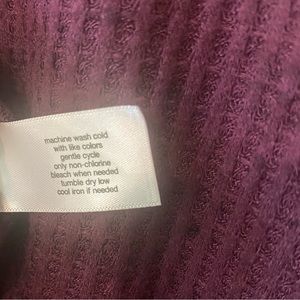 machine wash cold
with like colors
gentle cycle
only non-chlorine
bleach when needed
tumble dry low
cool iron if needed